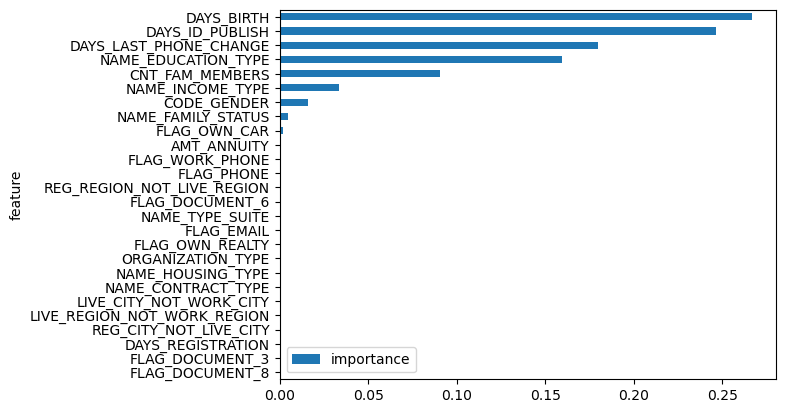 DAYS_BIRTH
DAYS_ID_PUBLISH
DAYS_LAST_PHONE_CHANGE
NAME_EDUCATION_TYPE
CNT_FAM_MEMBERS
NAME_INCOME_TYPE
CODE_GENDER
NAME_FAMILY_STATUS
FLAG_OWN_CAR
AMT_ANNUITY
FLAG_WORK_PHONE
FLAG_PHONE
REG_REGION_NOT_LIVE_REGION
FLAG_DOCUMENT_6
NAME_TYPE_SUITE
FLAG_EMAIL
FLAG_OWN_REALTY
ORGANIZATION_TYPE
NAME_HOUSING_TYPE
NAME_CONTRACT_TYPE
LIVE_CITY_NOT_WORK_CITY
LIVE_REGION_NOT_WORK_REGION
REG_CITY_NOT_LIVE_CITY
DAYS_REGISTRATION
FLAG_DOCUMENT_3
FLAG_DOCUMENT_8
feature
importance
0.00 0.05 0.10 0.15 0.20 0.25